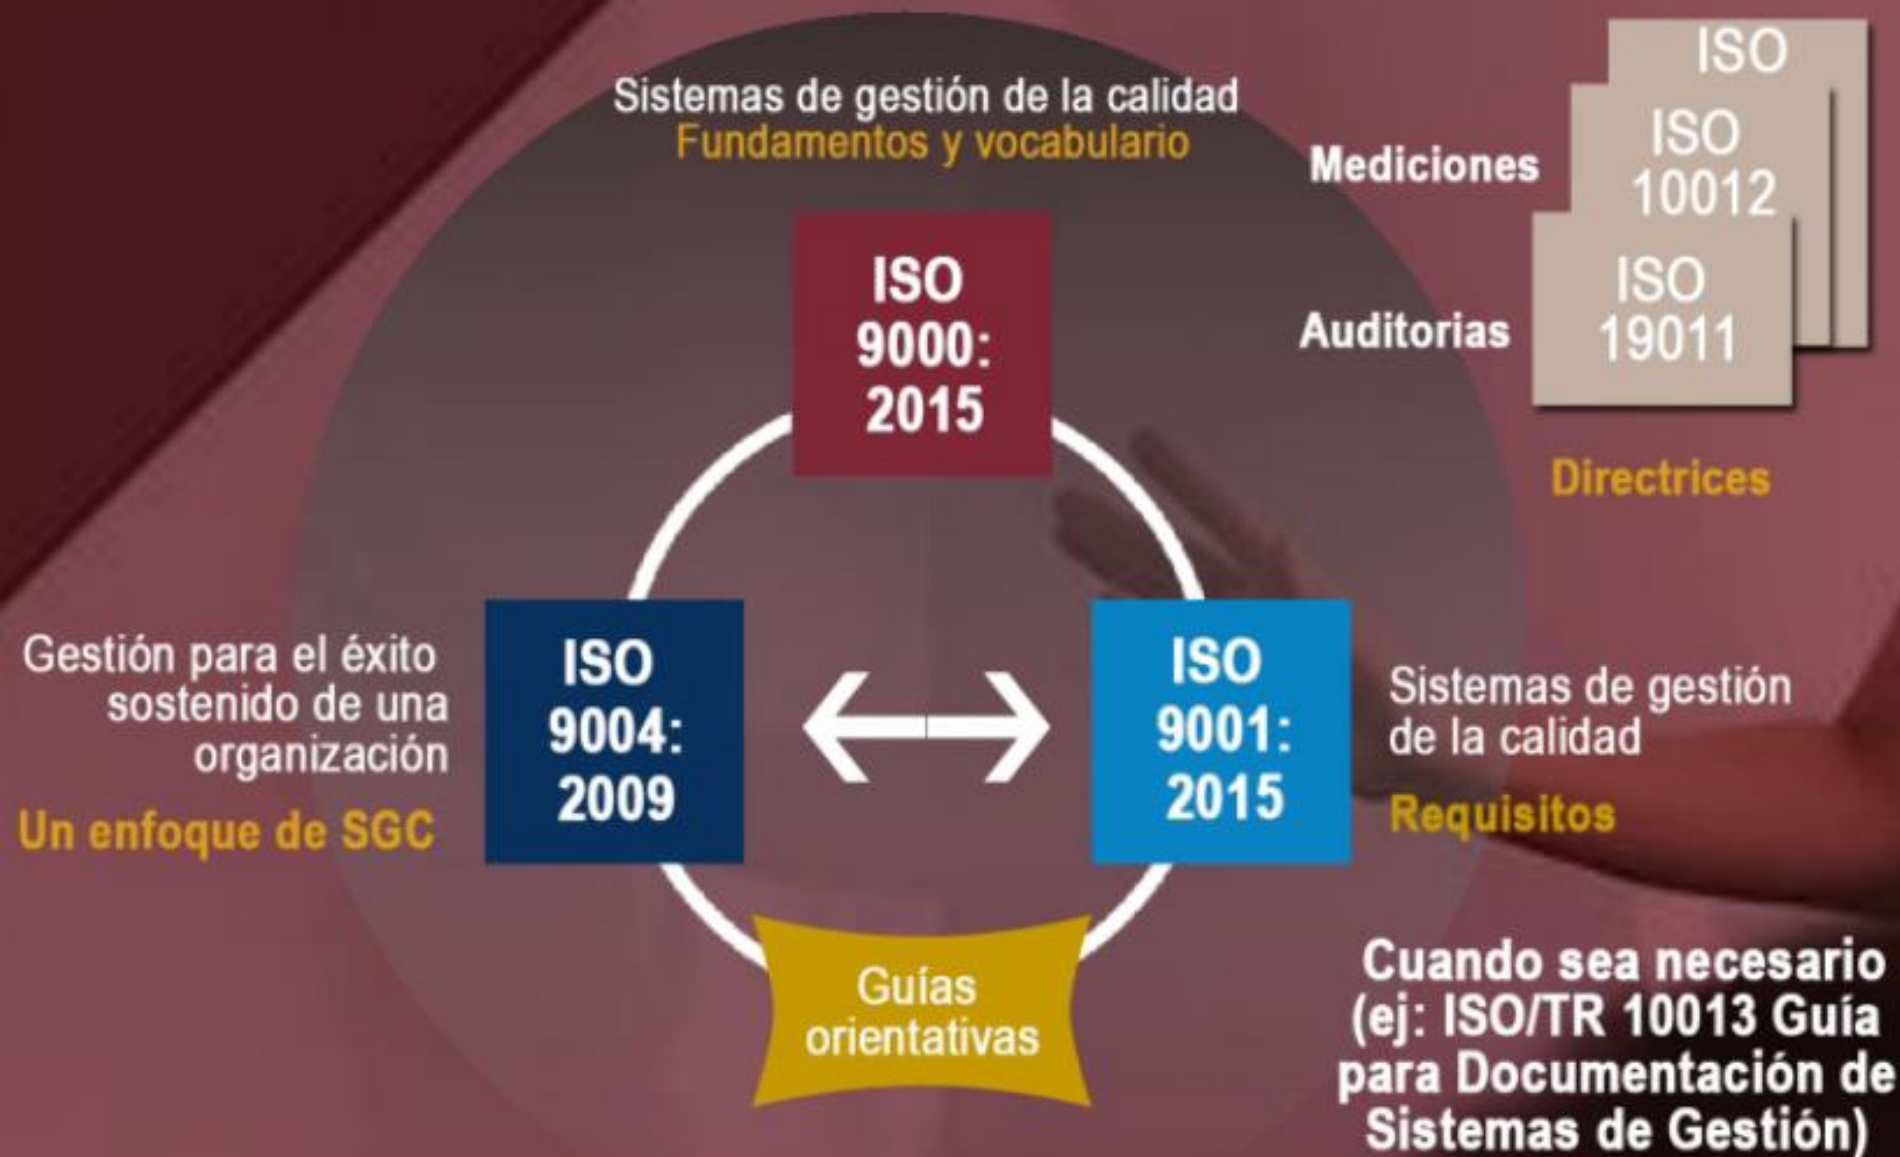 Sistemas de gestión de la calidad
Fundamentos y vocabulario
ISO
9000:
2015
ISO
Mediciones
ISO
10012
Auditorias
ISO
19011
Directrices
Gestión para el éxito
sostenido de una
organización
Un enfoque de SGC
ISO
9004:
2009
ISO
9001:
2015
Sistemas de gestión
de la calidad
Requisitos
Guías
orientativas
Cuando sea necesario
(ej: ISO/TR 10013 Guía
para Documentación de
Sistemas de Gestión)